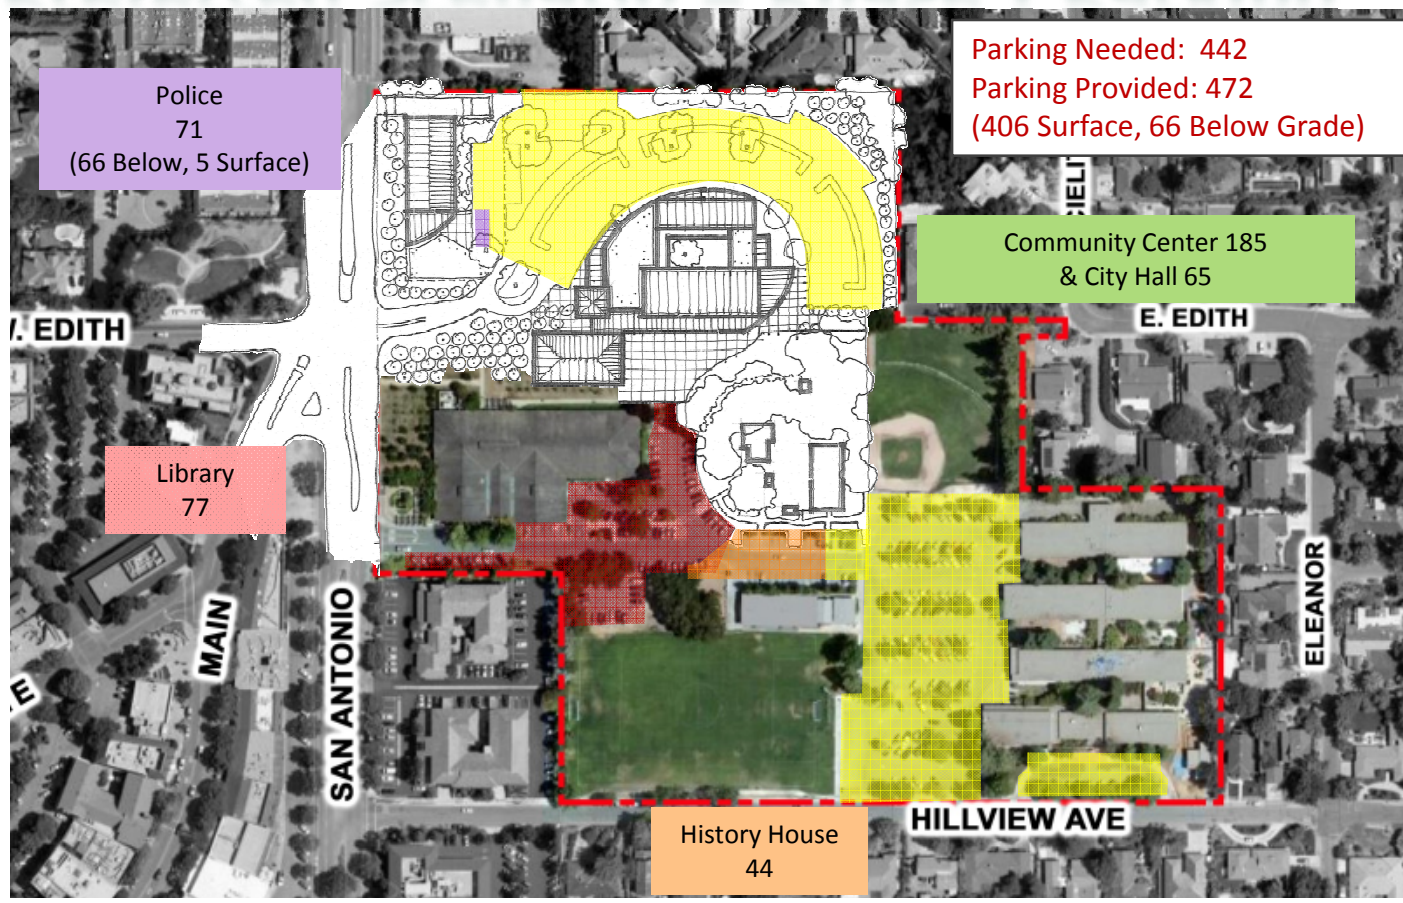 Parking Needed: 442
Parking Provided: 472
(406 Surface, 66 Below Grade)
Police
71
(66 Below, 5 Surface)
Community Center 185
& City Hall 65
E. EDITH
. EDITH
Library
77
MAIN
SAN ANTONIO
ELEANOR
HILLVIEW AVE
History House
44